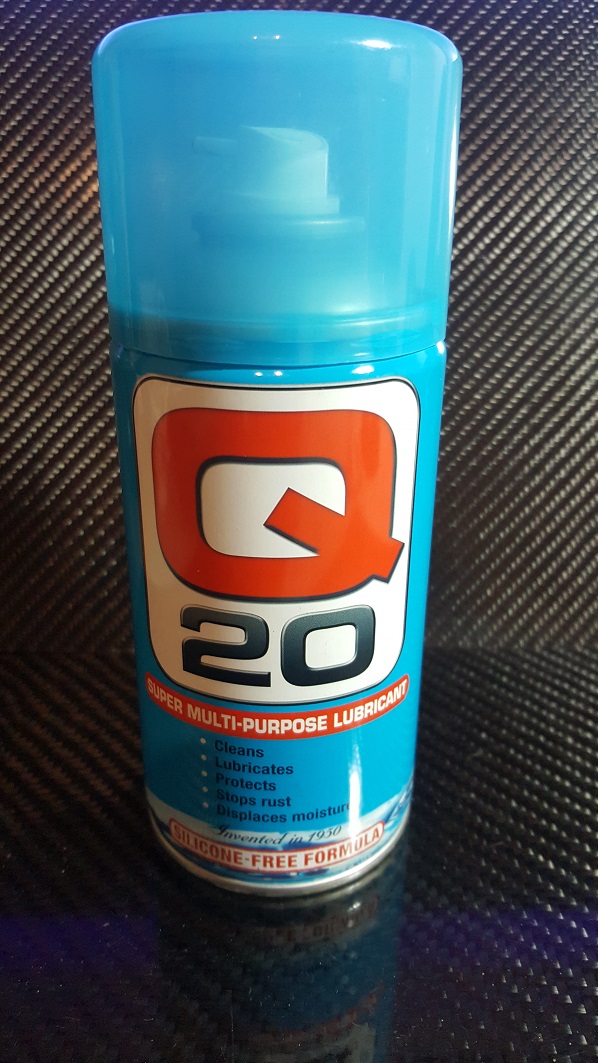 Q
20
SUPER MULTI-PURPOSE LUBRICANT
• Cleans
• Lubricates
• Protects
• Stops rust
• Displaces moisture
Invented in 1950
SILICONE-FREE FORMULA